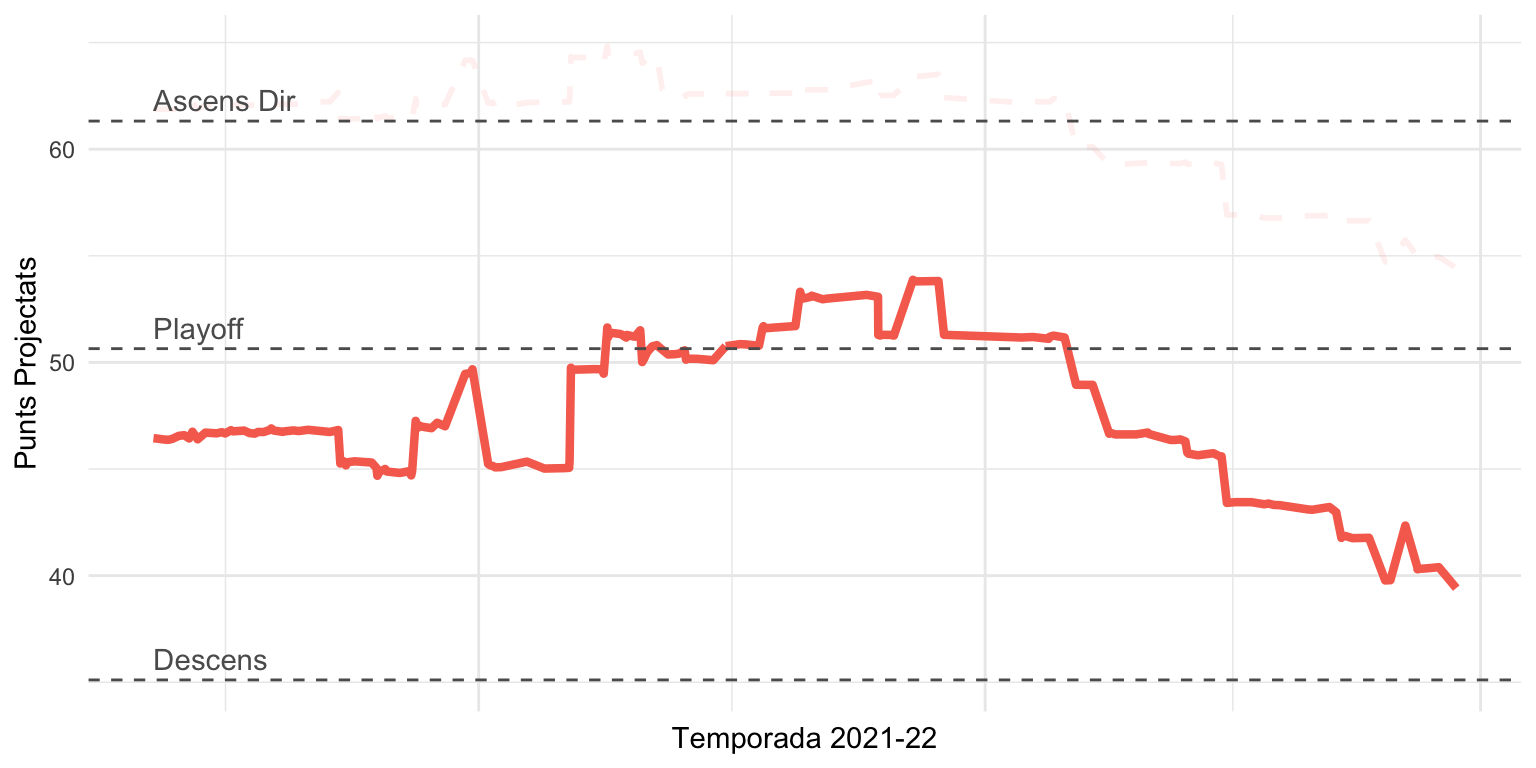 Ascens Dir
60
Playoff
50
Punts Projectats
40
Descens
Temporada 2021-22